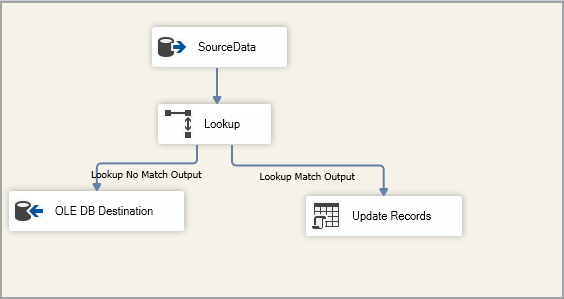 SourceData
Lookup
Lookup No Match Output
Lookup Match Output
OLE DB Destination
Update Records